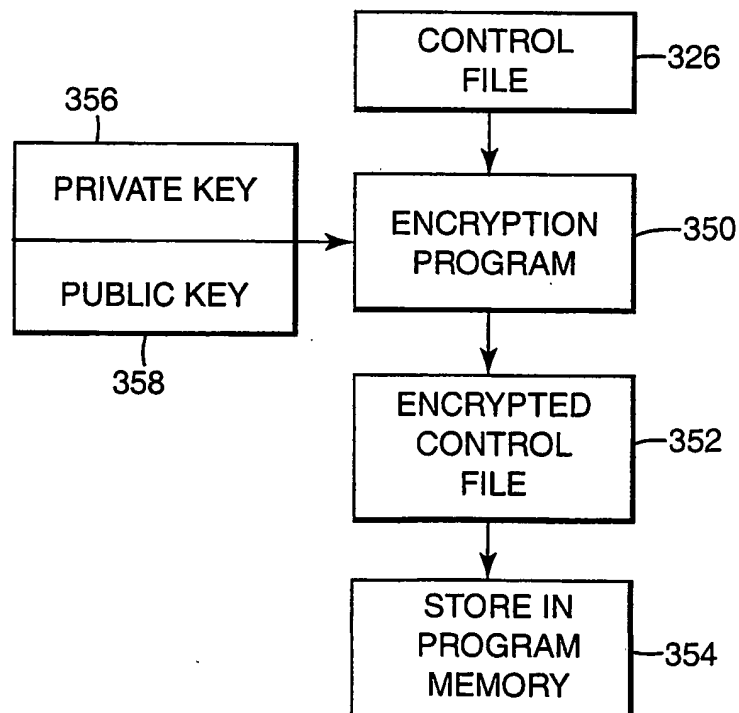 CONTROL
FILE
326
356
PRIVATE KEY
PUBLIC KEY
358
ENCRYPTION
PROGRAM
350
ENCRYPTED
CONTROL
FILE
352
STORE IN
PROGRAM
MEMORY
354